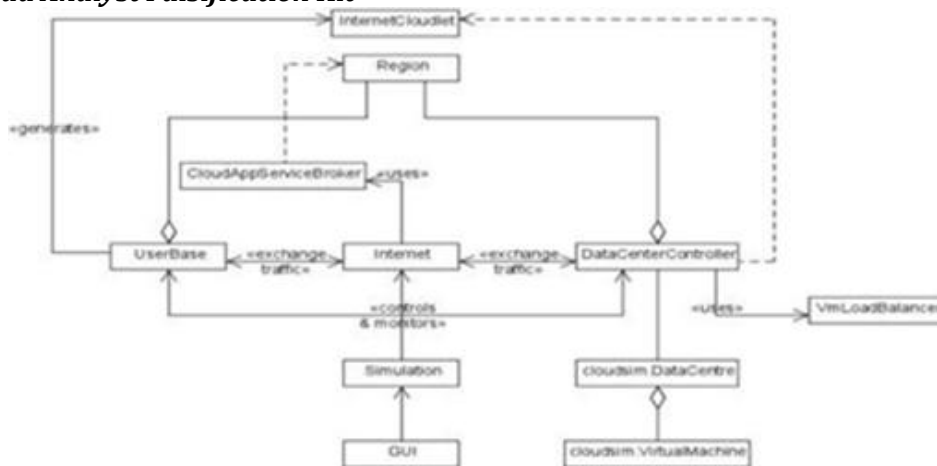 InternetCloudlet
Region
«generates»
CloudAppServiceBroker
«uses»
UserBase
«exchange
traffic»
Internet
«exchange
traffic»
DataCenterController
«controls
& monitors»
«uses»
VmLoadBalancer
Simulation
cloudsim.DataCentre
GUI
cloudsim.VirtualMachine